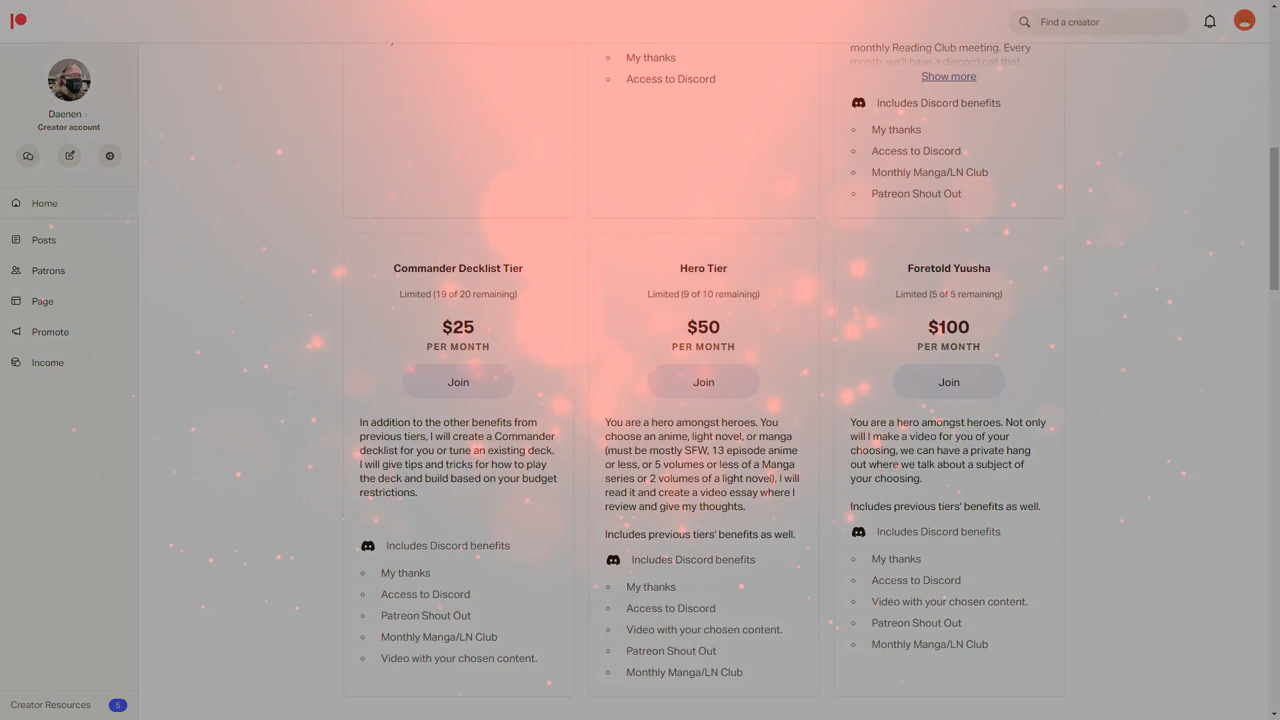 Find a creator
Daenen
Creator account
Home
Posts
Patrons
Page
Promote
Income
Creator Resources
5
My thanks
Access to Discord
monthly Reading Club meeting. Every
month, we'll have a discord call that
Show more
Includes Discord benefits
My thanks
Access to Discord
Monthly Manga/LN Club
Patreon Shout Out
Commander Decklist Tier
Limited (19 of 20 remaining)
$25
PER MONTH
Join
In addition to the other benefits from
previous tiers, I will create a Commander
decklist for you or tune an existing deck.
I will give tips and tricks for how to play
the deck and build based on your budget
restrictions.
Includes Discord benefits
My thanks
Access to Discord
Patreon Shout Out
Monthly Manga/LN Club
Video with your chosen content.
Hero Tier
Limited (9 of 10 remaining)
$50
PER MONTH
Join
You are a hero amongst heroes. You
choose an anime, light novel, or manga
(must be mostly SFW, 13 episode anime
or less, or 5 volumes or less of a Manga
series or 2 volumes of a light novel), I will
read it and create a video essay where I
review and give my thoughts.
Includes previous tiers' benefits as well.
Includes Discord benefits
My thanks
Access to Discord
Video with your chosen content.
Patreon Shout Out
Monthly Manga/LN Club
Foretold Yuusha
Limited (5 of 5 remaining)
$100
PER MONTH
Join
You are a hero amongst heroes. Not only
will I make a video for you of your
choosing, we can have a private hang
out where we talk about a subject of
your choosing.
Includes previous tiers' benefits as well.
Includes Discord benefits
My thanks
Access to Discord
Video with your chosen content.
Patreon Shout Out
Monthly Manga/LN Club